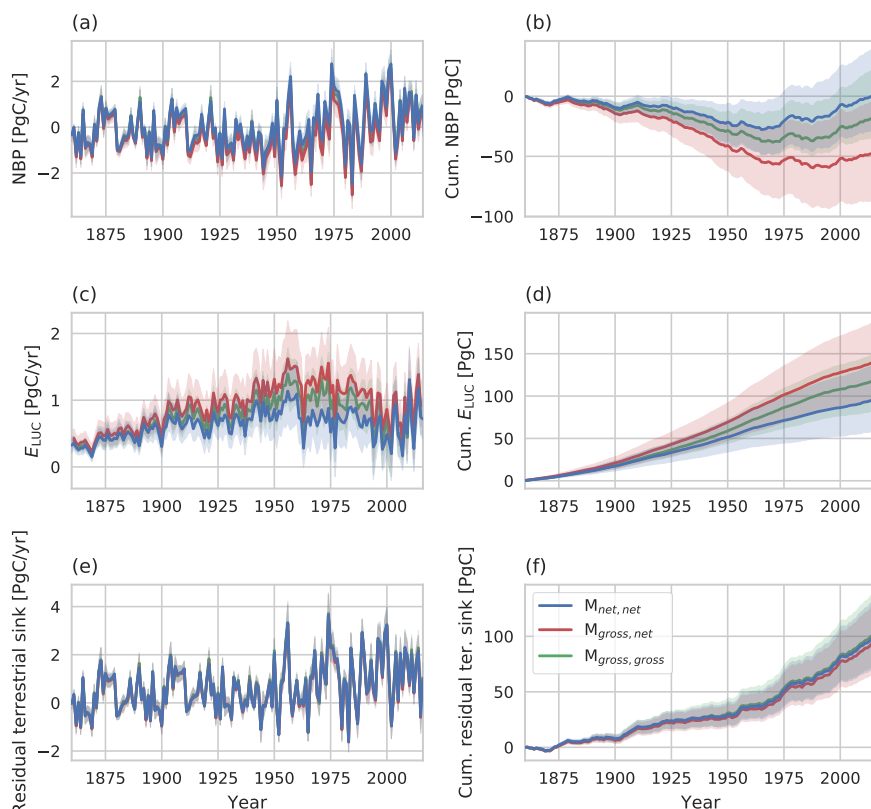 (a)
(b)
NBP [PgC/yr]
2
0
−2
1875 1900 1925 1950 1975 2000
Cum. NBP [PgC]
0
−50
−100
1875 1900 1925 1950 1975 2000
(c)
(d)
E_LUC [PgC/yr]
2
1
0
1875 1900 1925 1950 1975 2000
Cum. E_LUC [PgC]
150
100
50
0
1875 1900 1925 1950 1975 2000
(e)
(f)
Residual terrestrial sink [PgC/yr]
4
2
0
−2
1875 1900 1925 1950 1975 2000
Year
Cum. residual ter. sink [PgC]
100
50
0
M_net, net
M_gross, net
M_gross, gross
1875 1900 1925 1950 1975 2000
Year